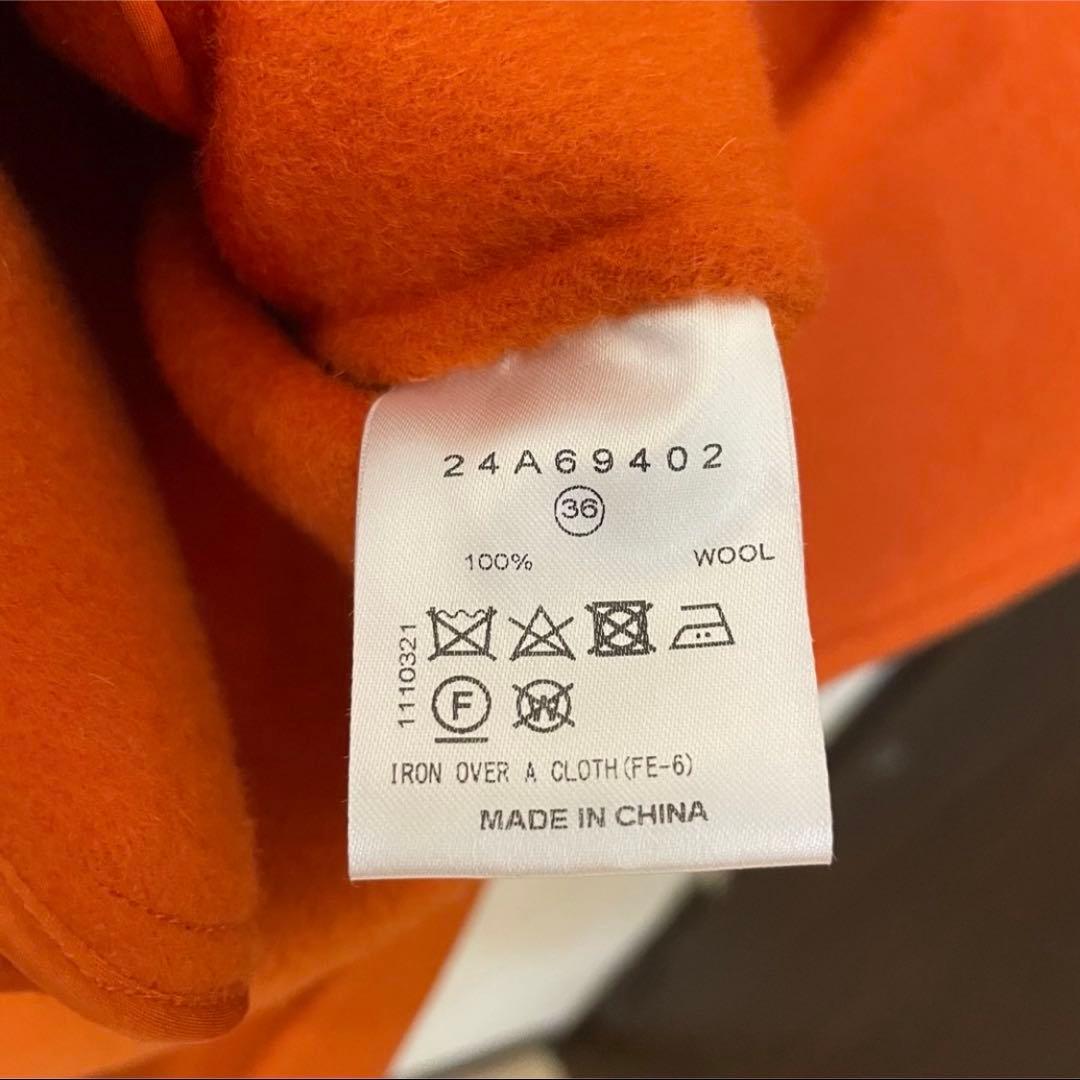 24A69402
36
100% WOOL
1110321
F W
IRON OVER A CLOTH(FE-6)
MADE IN CHINA